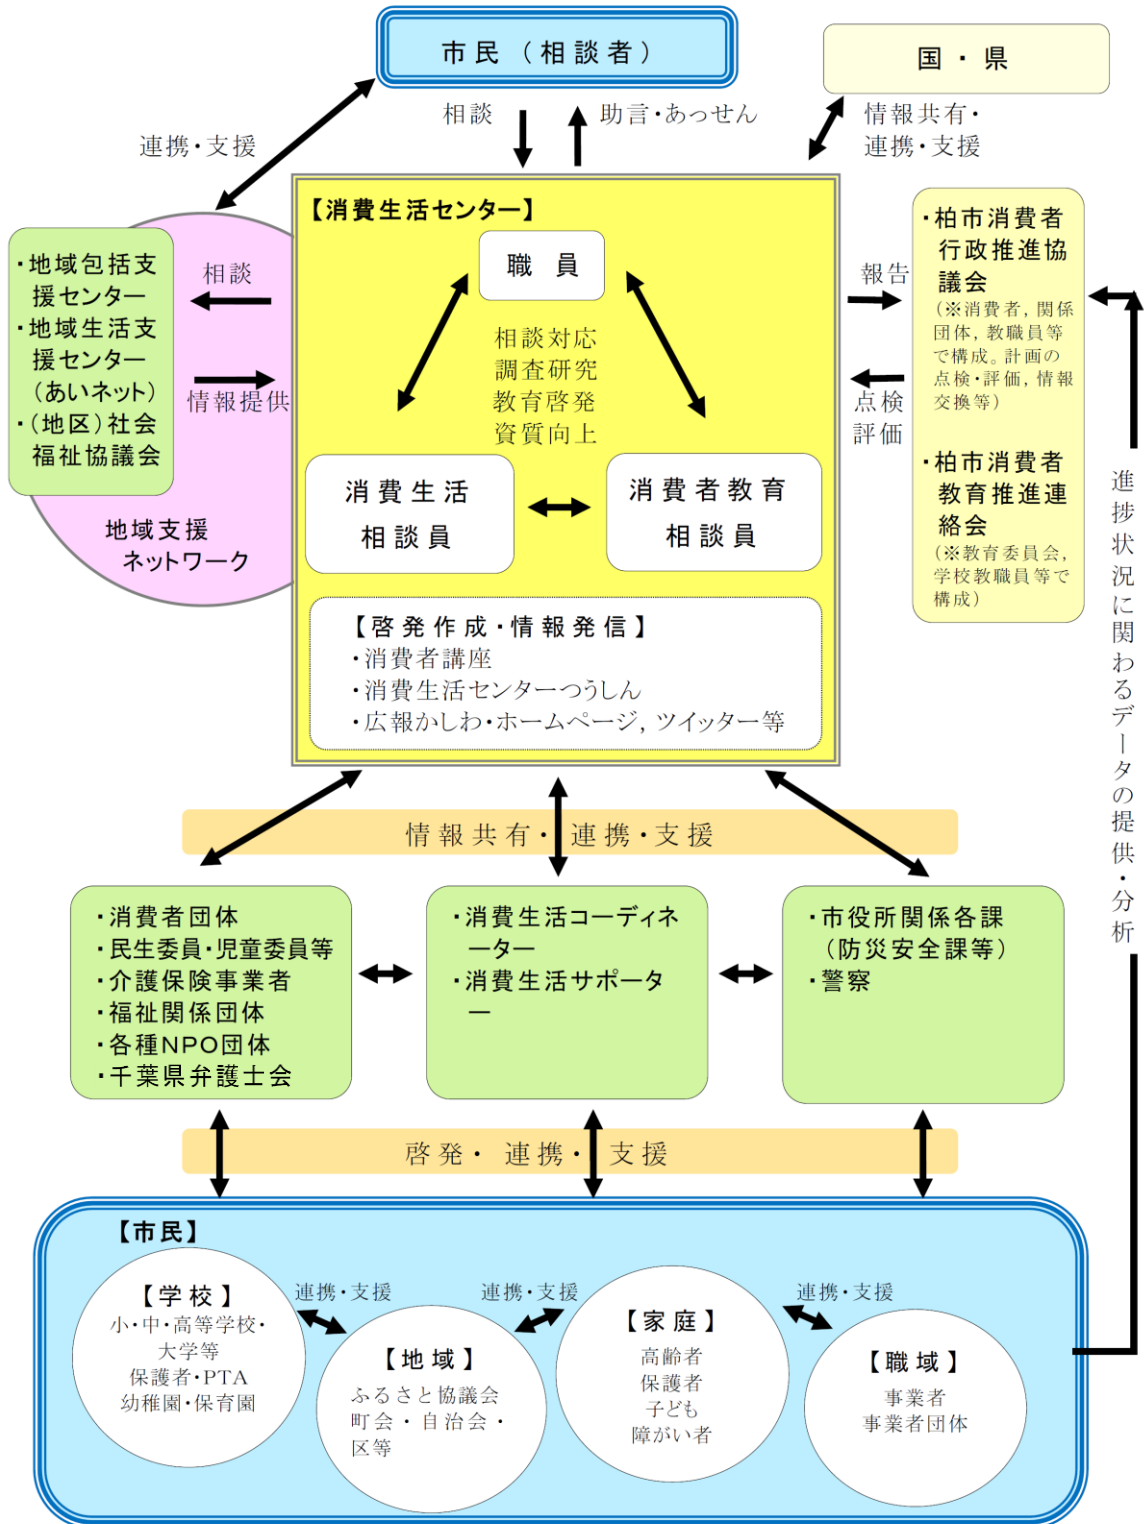 市民（相談者）
国・県
相談
助言・あっせん
情報共有・
連携・支援
連携・支援
【消費生活センター】
職員
相談対応
調査研究
教育啓発
資質向上
消費生活
相談員
消費者教育
相談員
【啓発作成・情報発信】
・消費者講座
・消費生活センターつうしん
・広報かしわ・ホームページ，ツイッター等
・地域包括支
援センター
・地域生活支
援センター
（あいネット）
・（地区）社会
福祉協議会
相談
情報提供
地域支援
ネットワーク
報告
点検
評価
・柏市消費者
行政推進協
議会
（※消費者，関係
団体，教職員等
で構成。計画の
点検・評価，情報
交換等）
・柏市消費者
教育推進連
絡会
（※教育委員会，
学校教職員等で
構成）
進捗状況に関わるデータの提供・分析
情報共有・ 連携・支援
・消費者団体
・民生委員・児童委員等
・介護保険事業者
・福祉関係団体
・各種NPO団体
・千葉県弁護士会
・消費生活コーディネ
ーター
・消費生活サポータ
ー
・市役所関係各課
（防災安全課等）
・警察
啓発・ 連携・ 支援
【市民】
【学校】
小・中・高等学校・
大学等
保護者・PTA
幼稚園・保育園
連携・支援
【地域】
ふるさと協議会
町会・自治会・
区等
連携・支援
【家庭】
高齢者
保護者
子ども
障がい者
連携・支援
【職域】
事業者
事業者団体